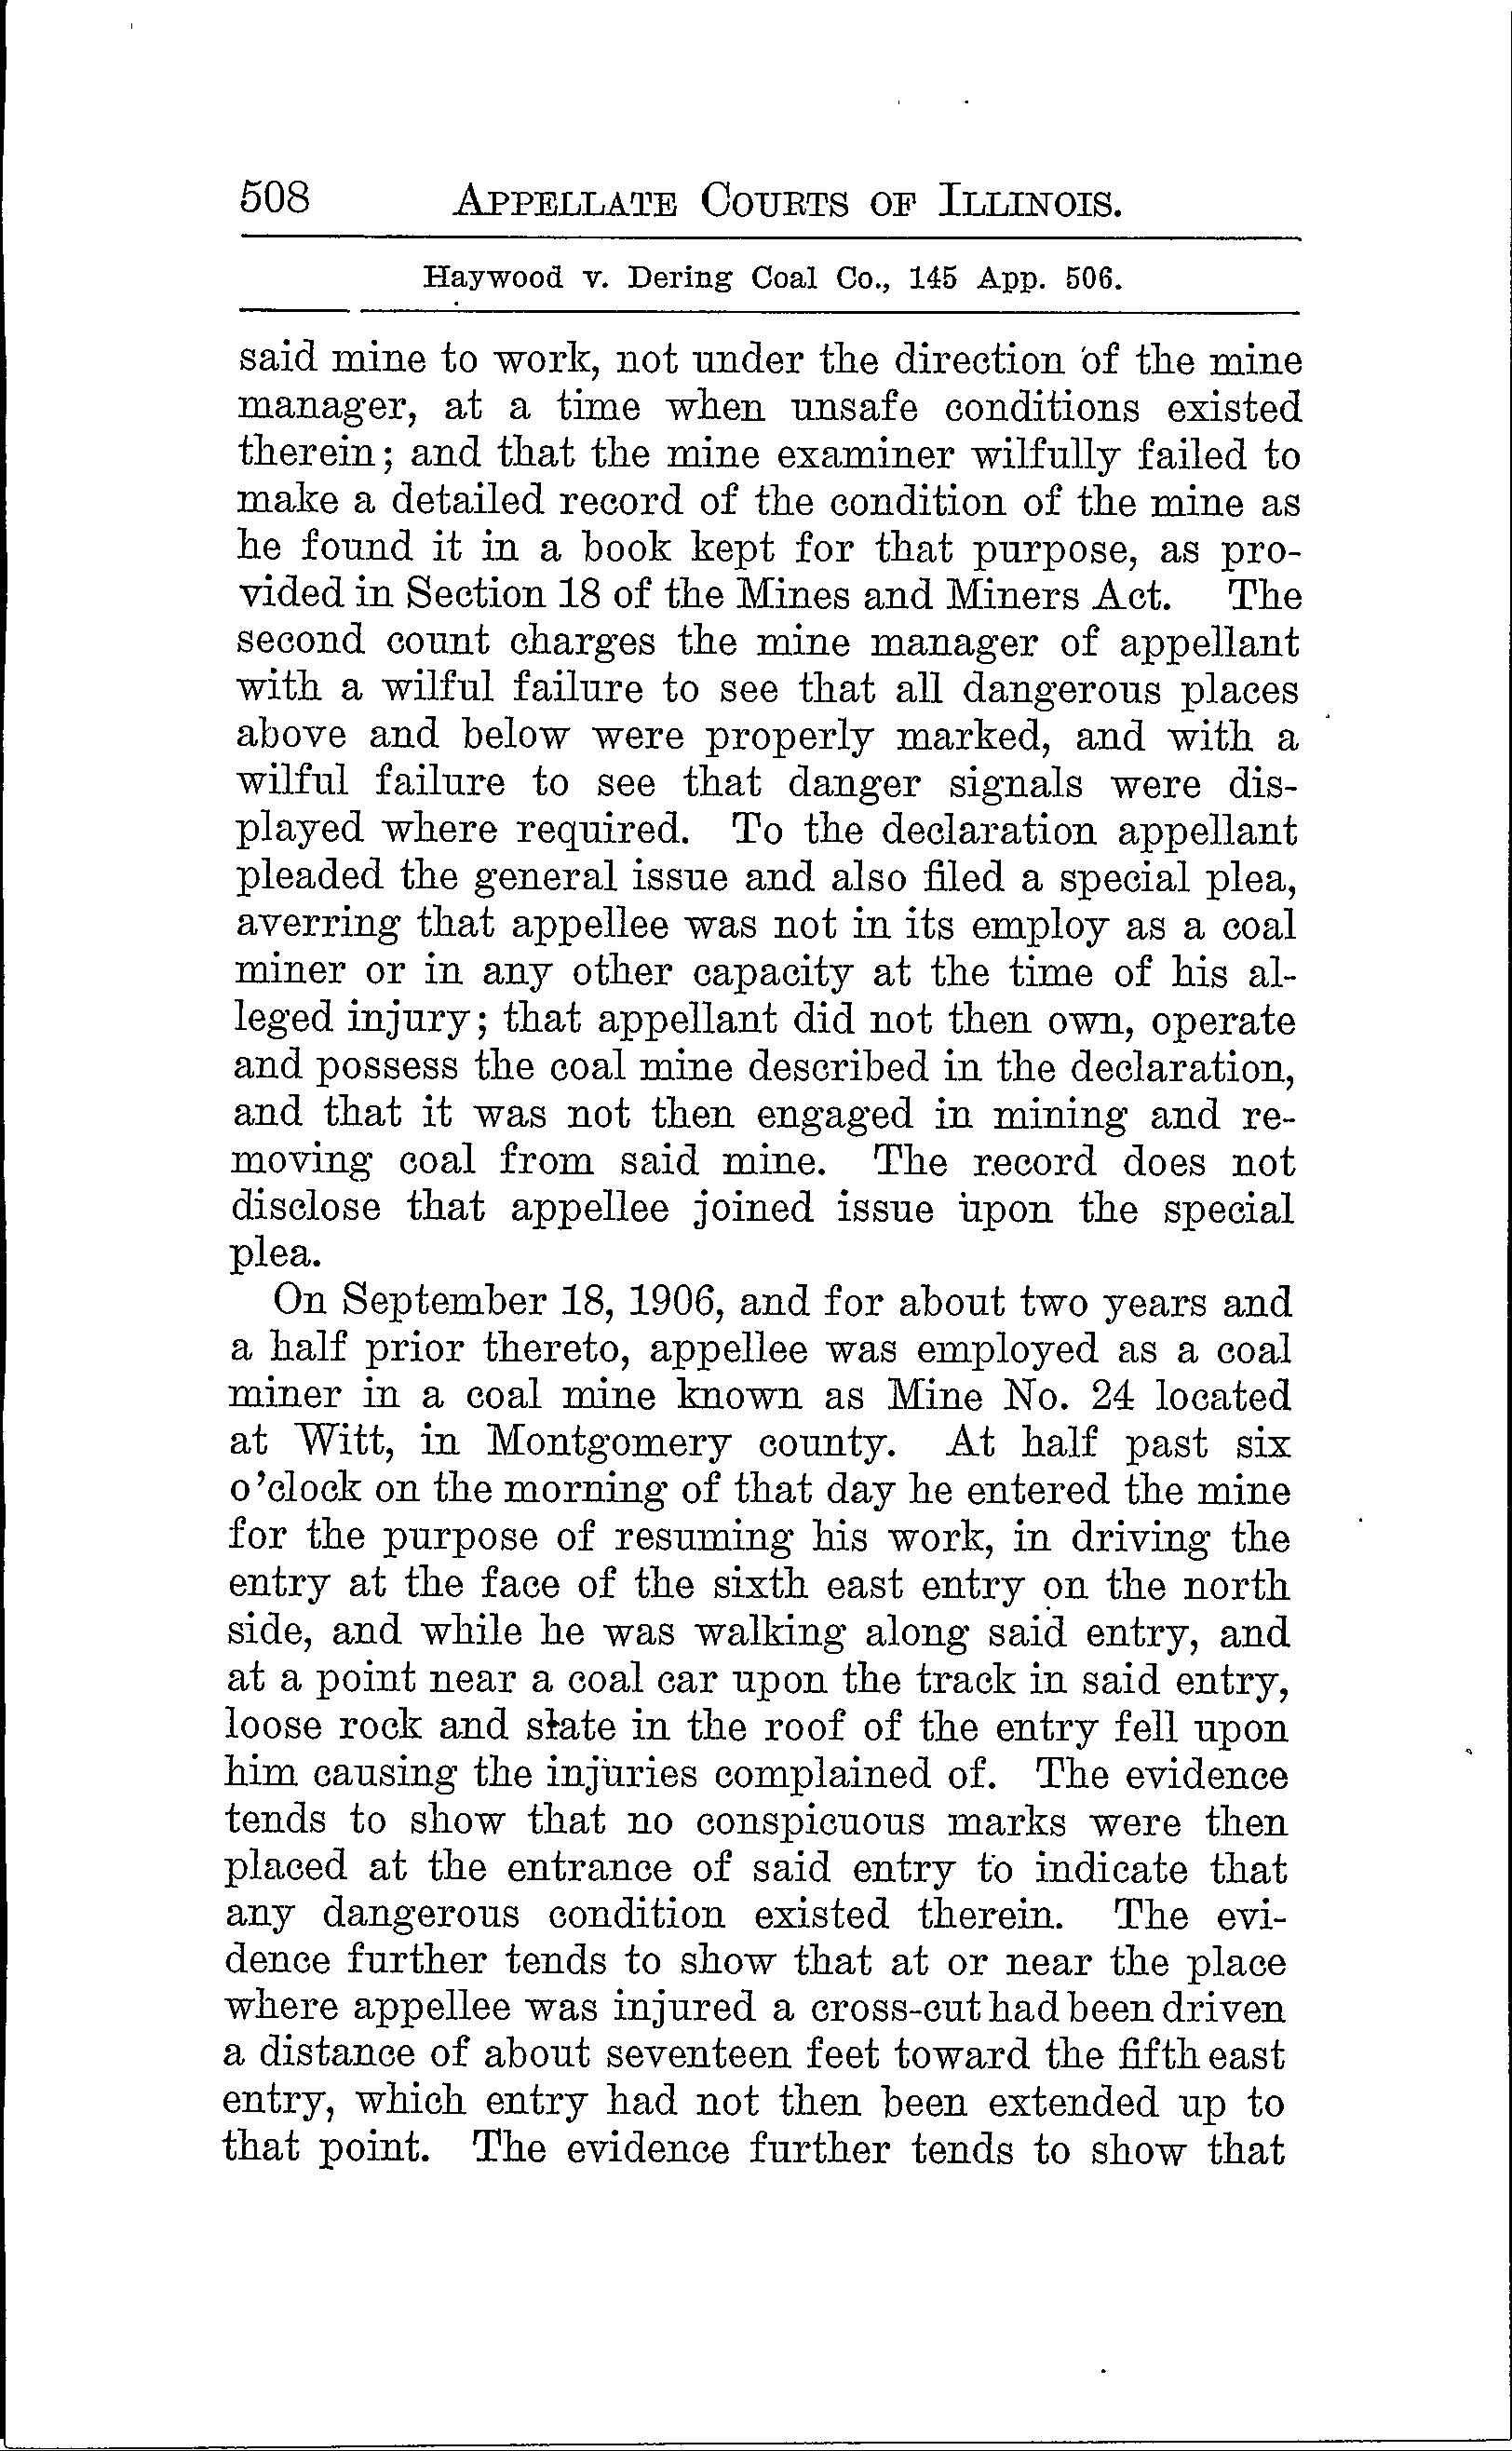 508 APPELLATE COURTS OF ILLINOIS.
Haywood v. Dering Coal Co., 145 App. 506.
said mine to work, not under the direction of the mine
manager, at a time when unsafe conditions existed
therein; and that the mine examiner wilfully failed to
make a detailed record of the condition of the mine as
he found it in a book kept for that purpose, as pro-
vided in Section 18 of the Mines and Miners Act. The
second count charges the mine manager of appellant
with a wilful failure to see that all dangerous places
above and below were properly marked, and with a
wilful failure to see that danger signals were dis-
played where required. To the declaration appellant
pleaded the general issue and also filed a special plea,
averring that appellee was not in its employ as a coal
miner or in any other capacity at the time of his al-
leged injury; that appellant did not then own, operate
and possess the coal mine described in the declaration,
and that it was not then engaged in mining and re-
moving coal from said mine. The record does not
disclose that appellee joined issue upon the special
plea.
On September 18, 1906, and for about two years and
a half prior thereto, appellee was employed as a coal
miner in a coal mine known as Mine No. 24 located
at Witt, in Montgomery county. At half past six
o'clock on the morning of that day he entered the mine
for the purpose of resuming his work, in driving the
entry at the face of the sixth east entry on the north
side, and while he was walking along said entry, and
at a point near a coal car upon the track in said entry,
loose rock and slate in the roof of the entry fell upon
him causing the injuries complained of. The evidence
tends to show that no conspicuous marks were then
placed at the entrance of said entry to indicate that
any dangerous condition existed therein. The evi-
dence further tends to show that at or near the place
where appellee was injured a cross-cut had been driven
a distance of about seventeen feet toward the fifth east
entry, which entry had not then been extended up to
that point. The evidence further tends to show that